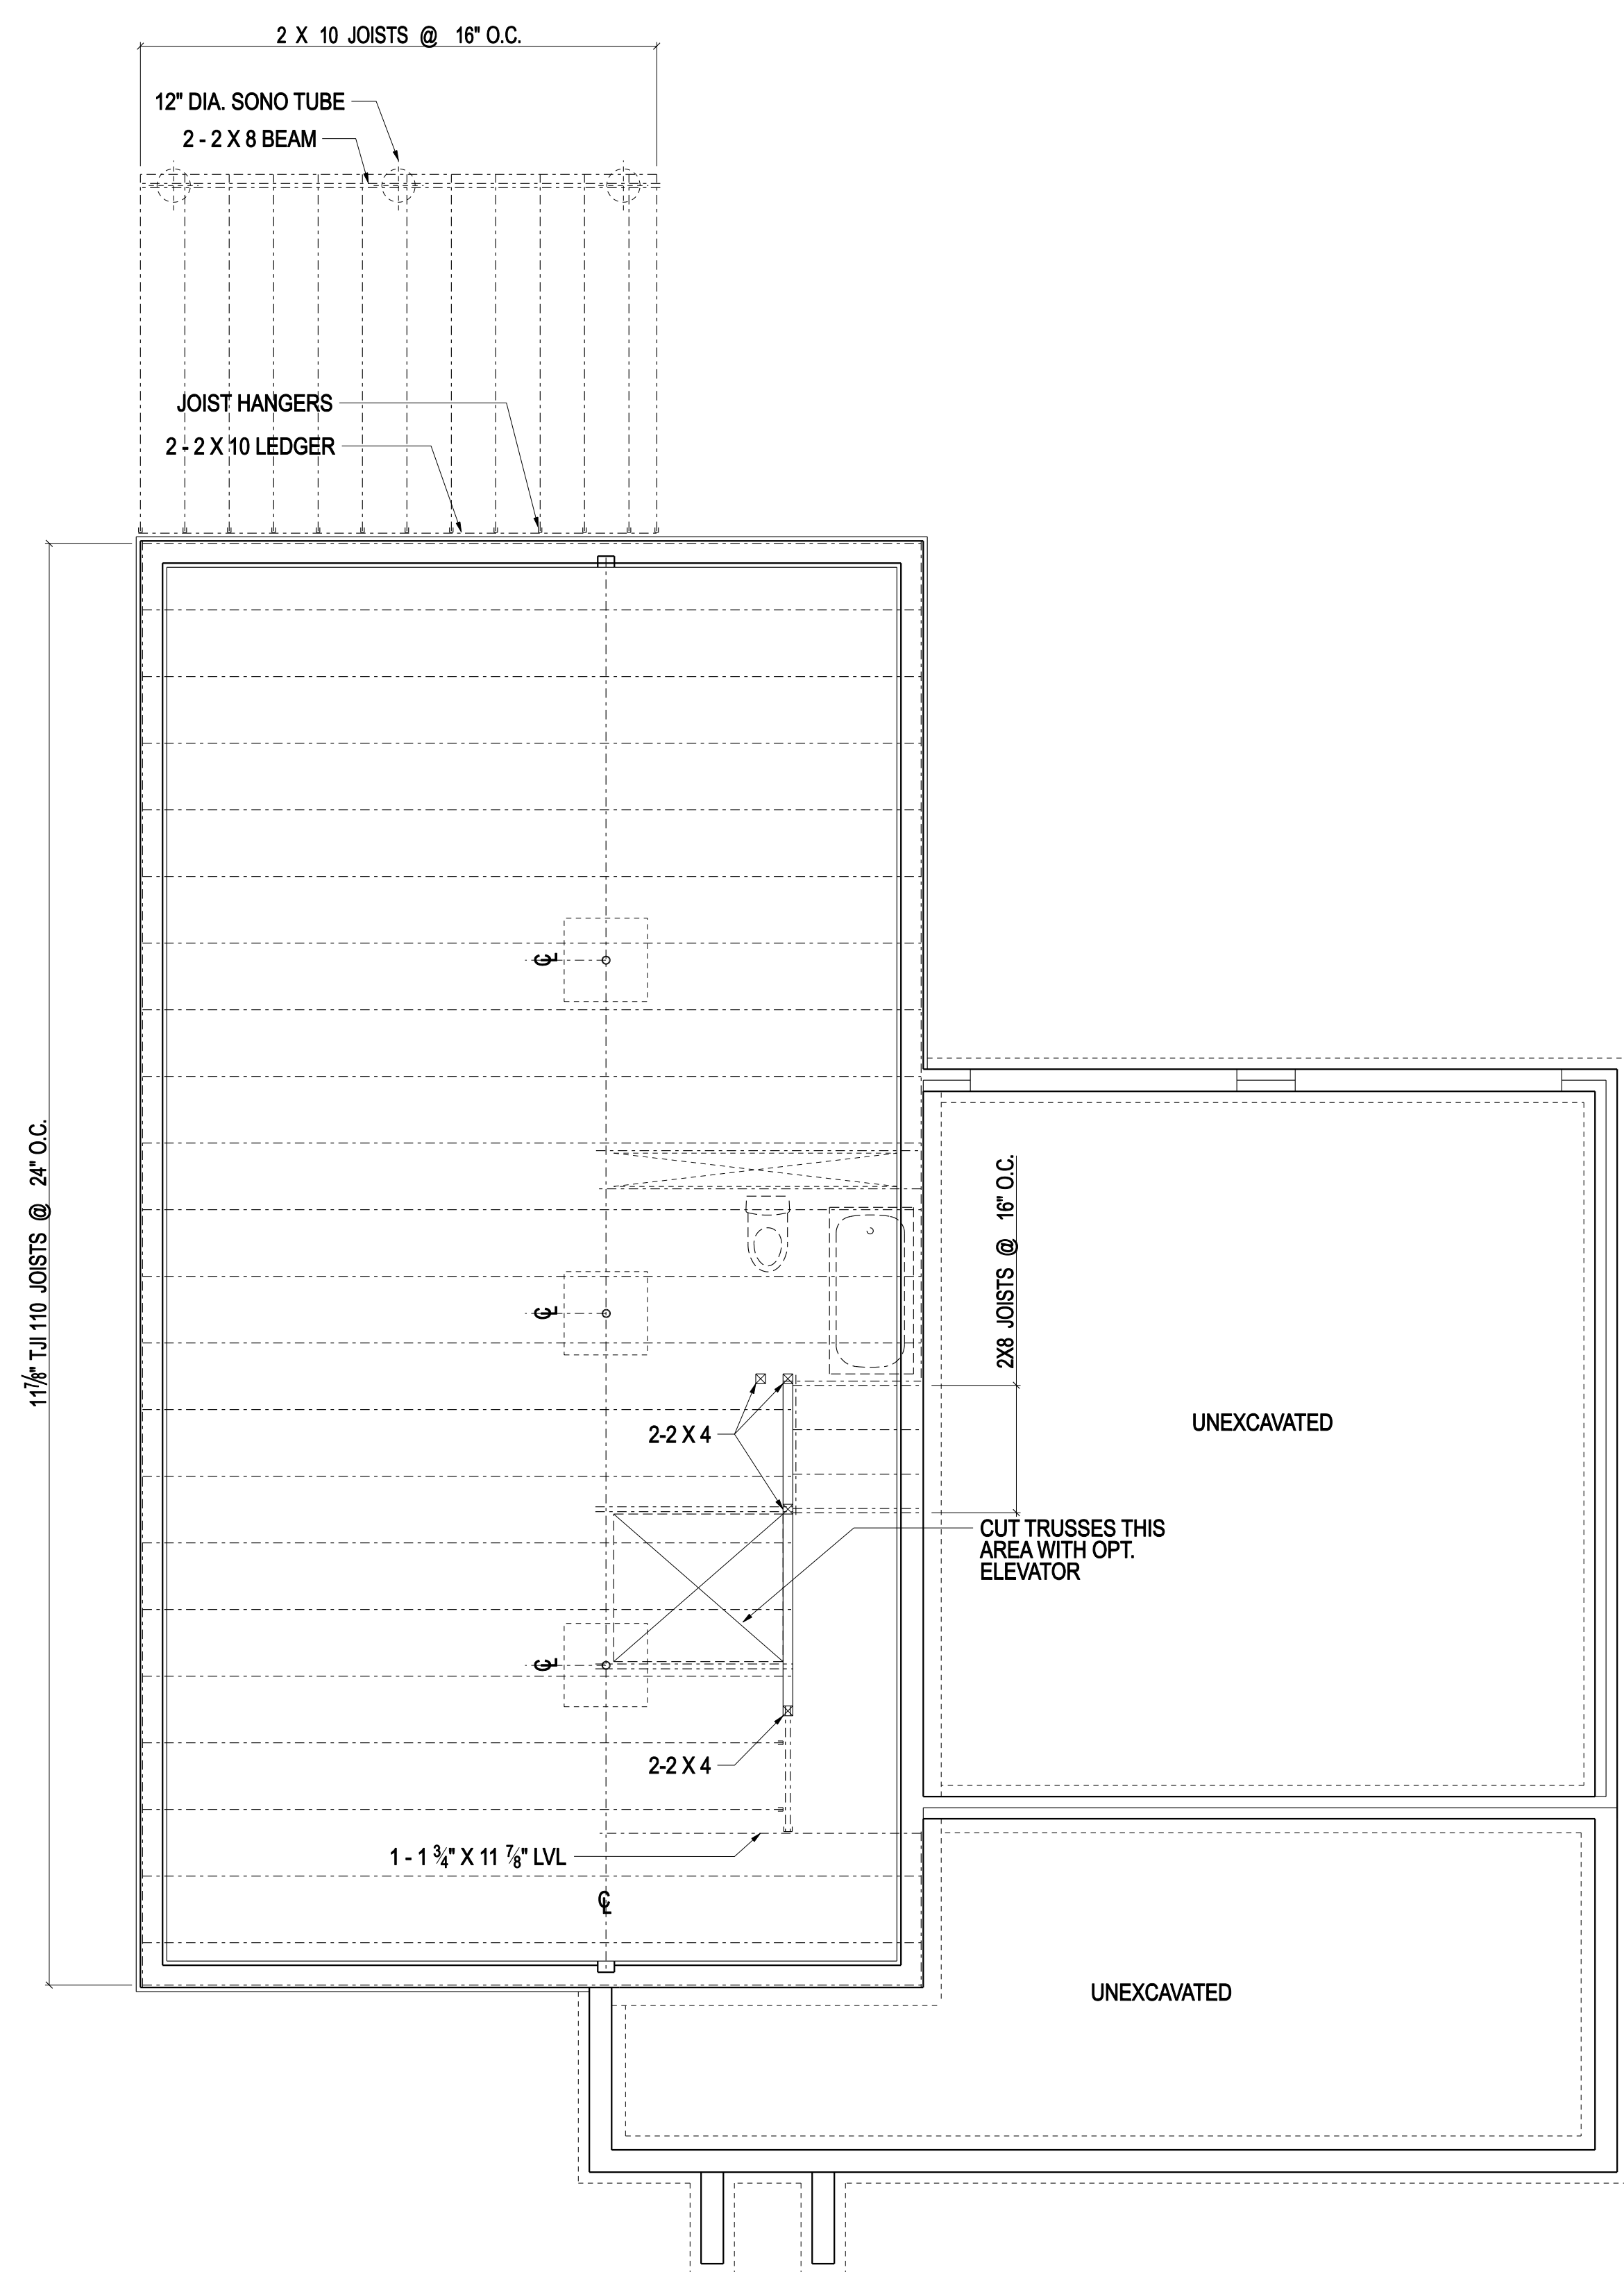 2 X 10 JOISTS @ 16" O.C.
12" DIA. SONO TUBE
2 - 2 X 8 BEAM
JOIST HANGERS
2 - 2 X 10 LEDGER
11⅞" TJI 110 JOISTS @ 24" O.C.
℄
℄
2X8 JOISTS @ 16" O.C.
UNEXCAVATED
2-2 X 4
CUT TRUSSES THIS
AREA WITH OPT.
ELEVATOR
℄
2-2 X 4
1 - 1 ¾" X 11 ⅞" LVL
℄
UNEXCAVATED